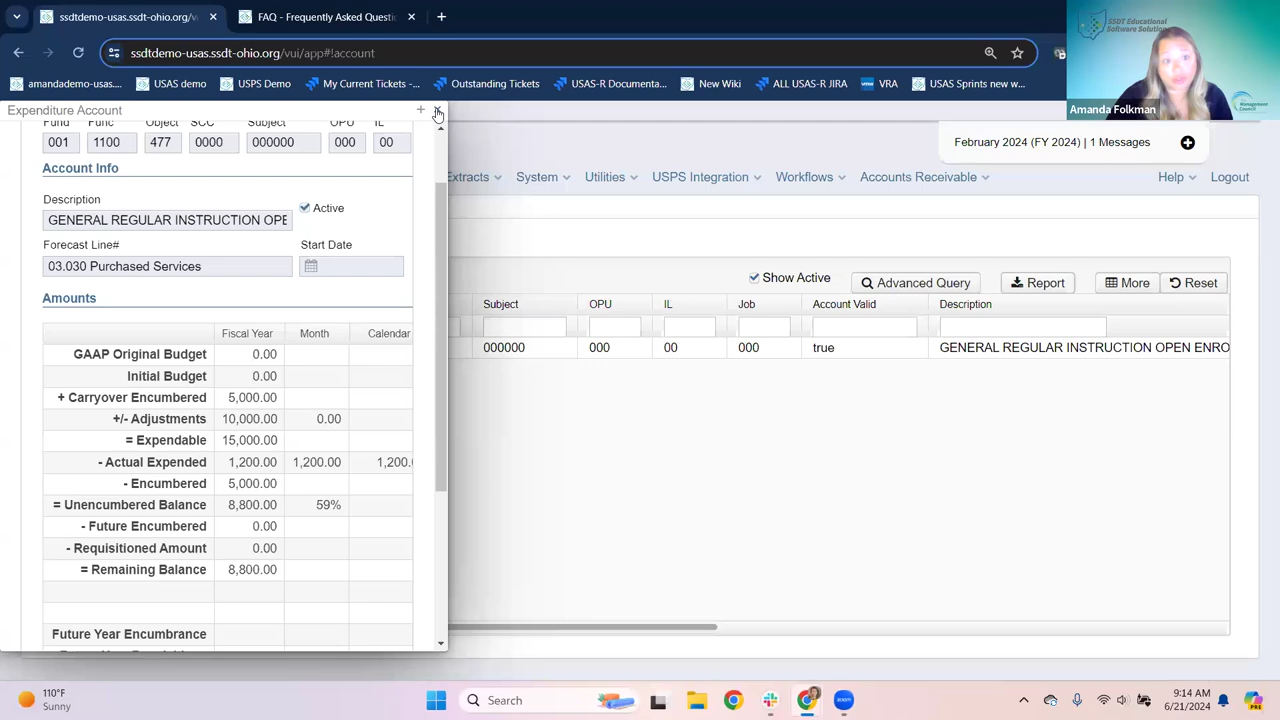 ssdtdemo-usas.ssdt-ohio.org/v
FAQ - Frequently Asked Questi
ssdtdemo-usas.ssdt-ohio.org/vui/app#!account
SSDT Educational
Software Solutions
amandademo-usas...
USAS demo
USPS Demo
My Current Tickets -...
Outstanding Tickets
USAS-R Documenta...
New Wiki
ALL USAS-R JIRA
VRA
USAS Sprints new w...
Management
Council
Amanda Folkman
Expenditure Account
Fund Func Object SCC Subject OPU IL
001 1100 477 0000 000000 000 00
Account Info
Description
GENERAL REGULAR INSTRUCTION OPE
Active
Forecast Line# Start Date
03.030 Purchased Services
Amounts
Fiscal Year Month Calendar
GAAP Original Budget 0.00
Initial Budget 0.00
+ Carryover Encumbered 5,000.00
+/- Adjustments 10,000.00 0.00
= Expendable 15,000.00
- Actual Expended 1,200.00 1,200.00 1,200.
- Encumbered 5,000.00
= Unencumbered Balance 8,800.00 59%
- Future Encumbered 0.00
- Requisitioned Amount 0.00
= Remaining Balance 8,800.00
Future Year Encumbrance
February 2024 (FY 2024) | 1 Messages
Extracts System Utilities USPS Integration Workflows Accounts Receivable Help Logout
Show Active Advanced Query Report More Reset
Subject OPU IL Job Account Valid Description
000000 000 00 000 true GENERAL REGULAR INSTRUCTION OPEN ENRO
110°F
Sunny
Search
9:14 AM
6/21/2024
PRE